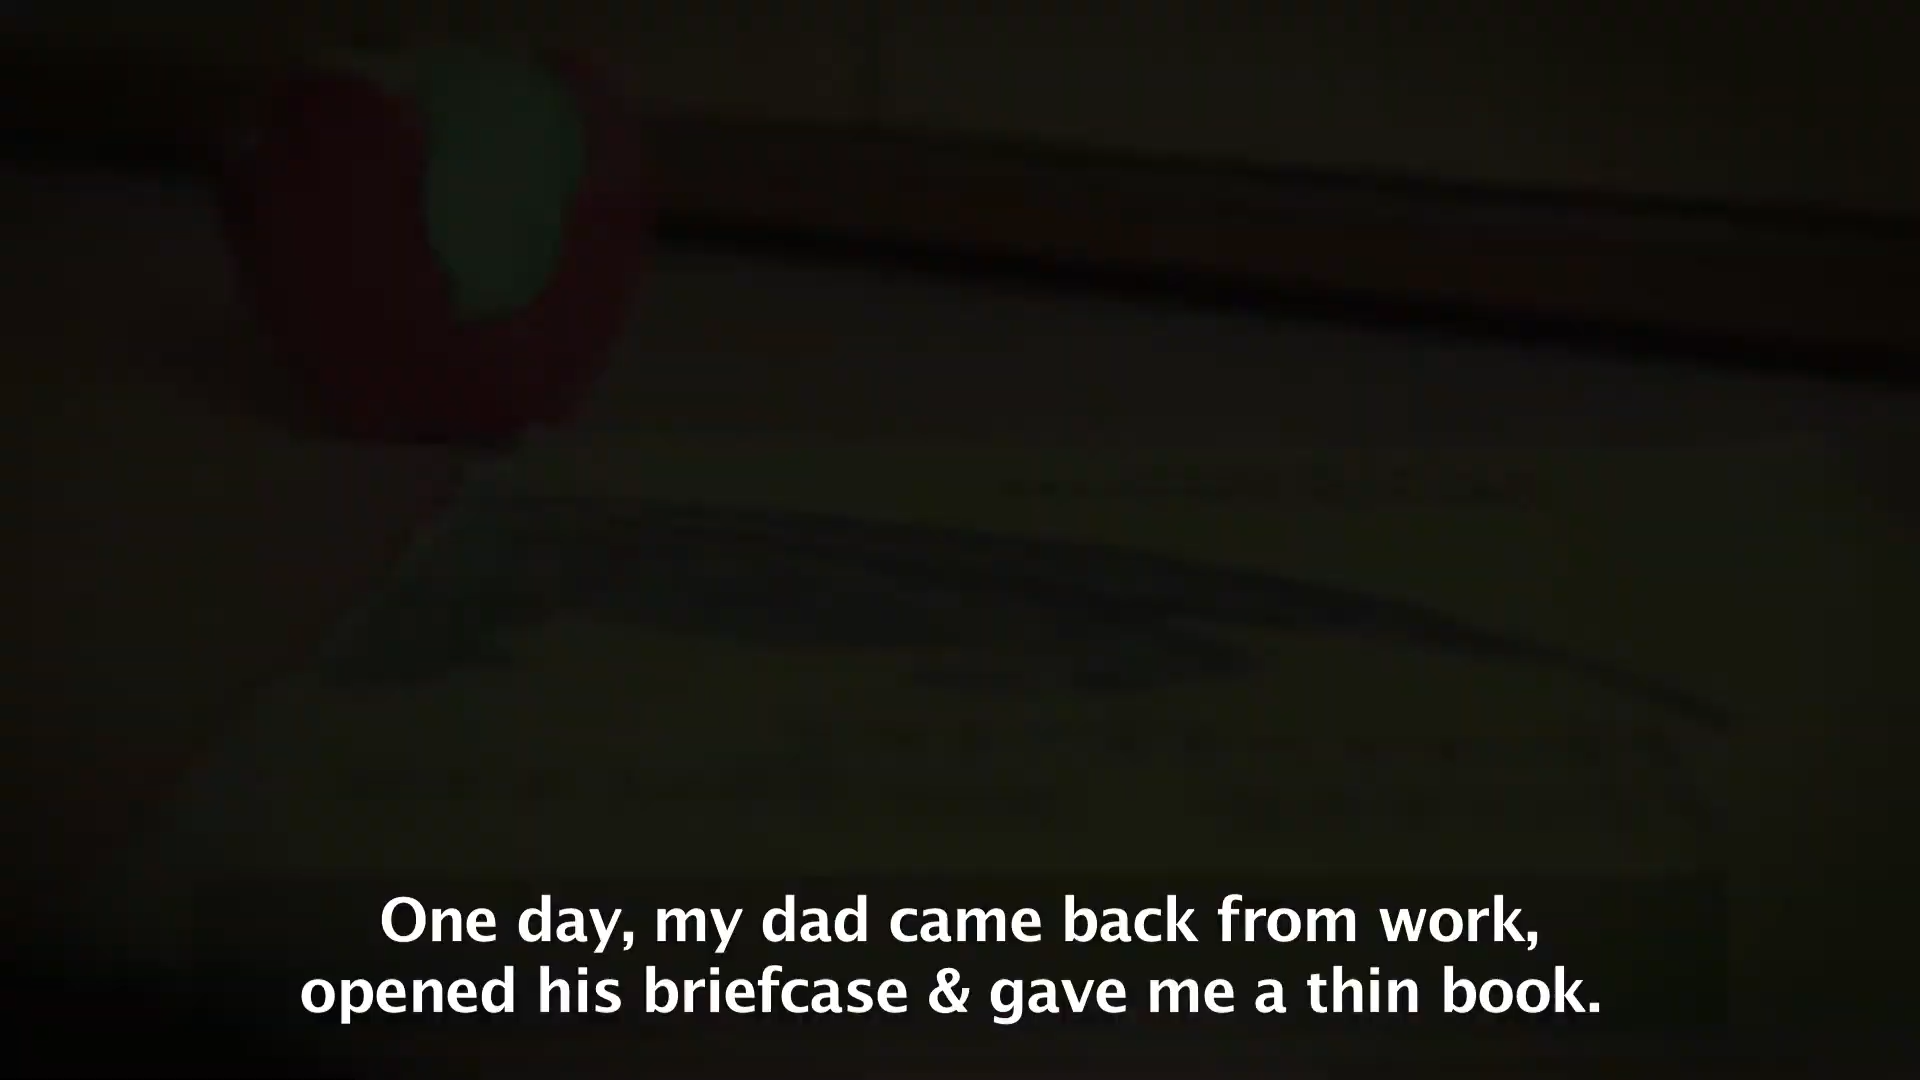 One day, my dad came back from work,
opened his briefcase & gave me a thin book.